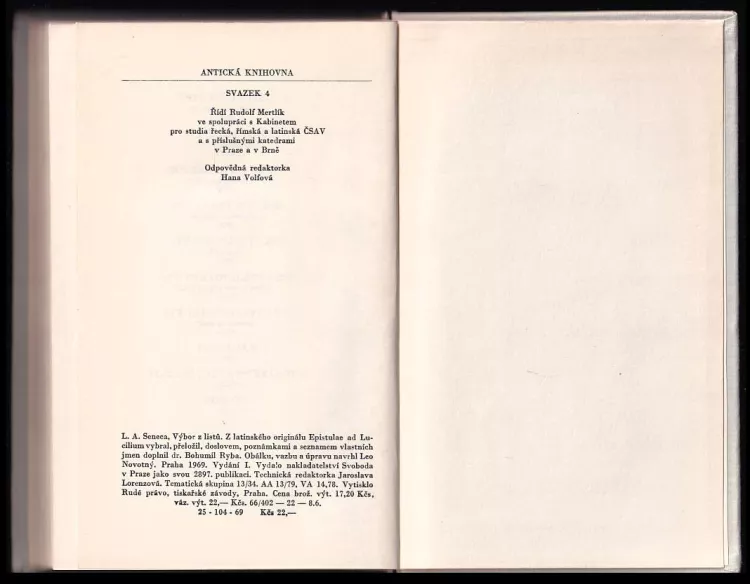 ANTICKÁ KNIHOVNA
SVAZEK 4
Řídí Rudolf Mertlík
ve spolupráci s Kabinetem
pro studia řecká, římská a latinská ČSAV
a s příslušnými katedrami
v Praze a v Brně
Odpovědná redaktorka
Hana Volfová
L. A. Seneca, Výbor z listů. Z latinského originálu Epistulae ad Lu-
cilium vybral, přeložil, doslovem, poznámkami a seznamem vlastních
jmen doplnil dr. Bohumil Ryba. Obálku, vazbu a úpravu navrhl Leo
Novotný. Praha 1969. Vydání I. Vydalo nakladatelství Svoboda
v Praze jako svou 2897. publikaci. Technická redaktorka Jaroslava
Lorenzová. Tematická skupina 13/34. AA 13,79, VA 14,78. Vytisklo
Rudé právo, tiskařské závody, Praha. Cena brož. výt. 17,20 Kčs,
váz. výt. 22,— Kčs. 66/402 — 22 — 8.6.
25 - 104 - 69 Kčs 22,—